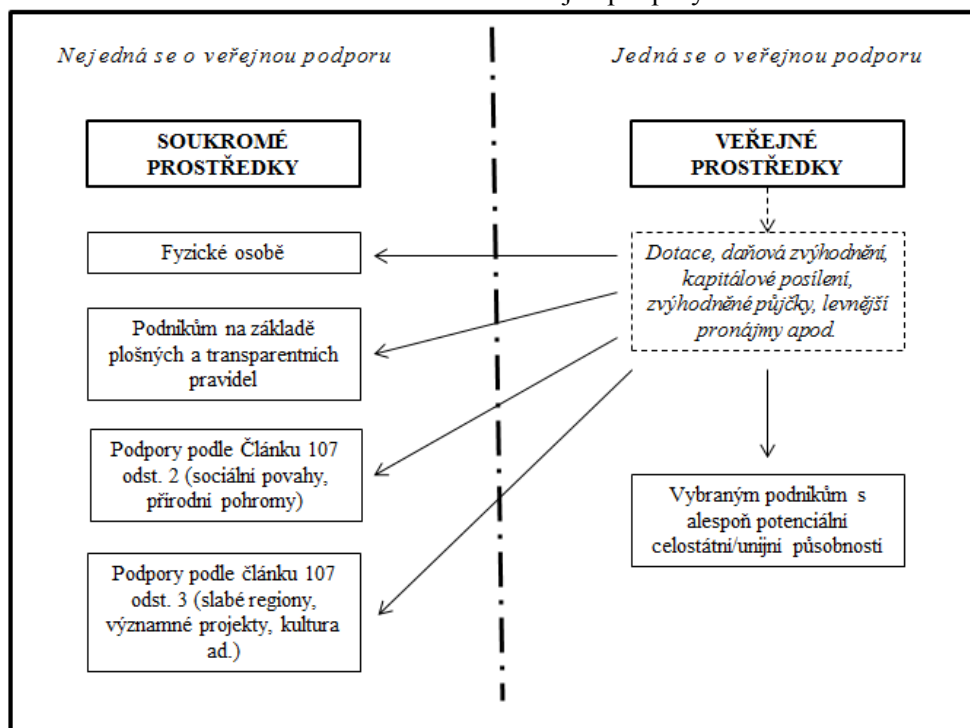 Nejedná se o veřejnou podporu
Jedná se o veřejnou podporu
SOUKROMÉ
PROSTŘEDKY
VEŘEJNÉ
PROSTŘEDKY
Fyzické osobě
Dotace, daňová zvýhodnění,
kapitálové posílení,
zvýhodněné půjčky, levnější
pronájmy apod.
Podnikům na základě
plošných a transparentních
pravidel
Podpory podle Článku 107
odst. 2 (sociální povahy,
přírodní pohromy)
Vybraným podnikům s
alespoň potenciální
celostátní/unijní působností
Podpory podle článku 107
odst. 3 (slabé regiony,
významné projekty, kultura
ad.)